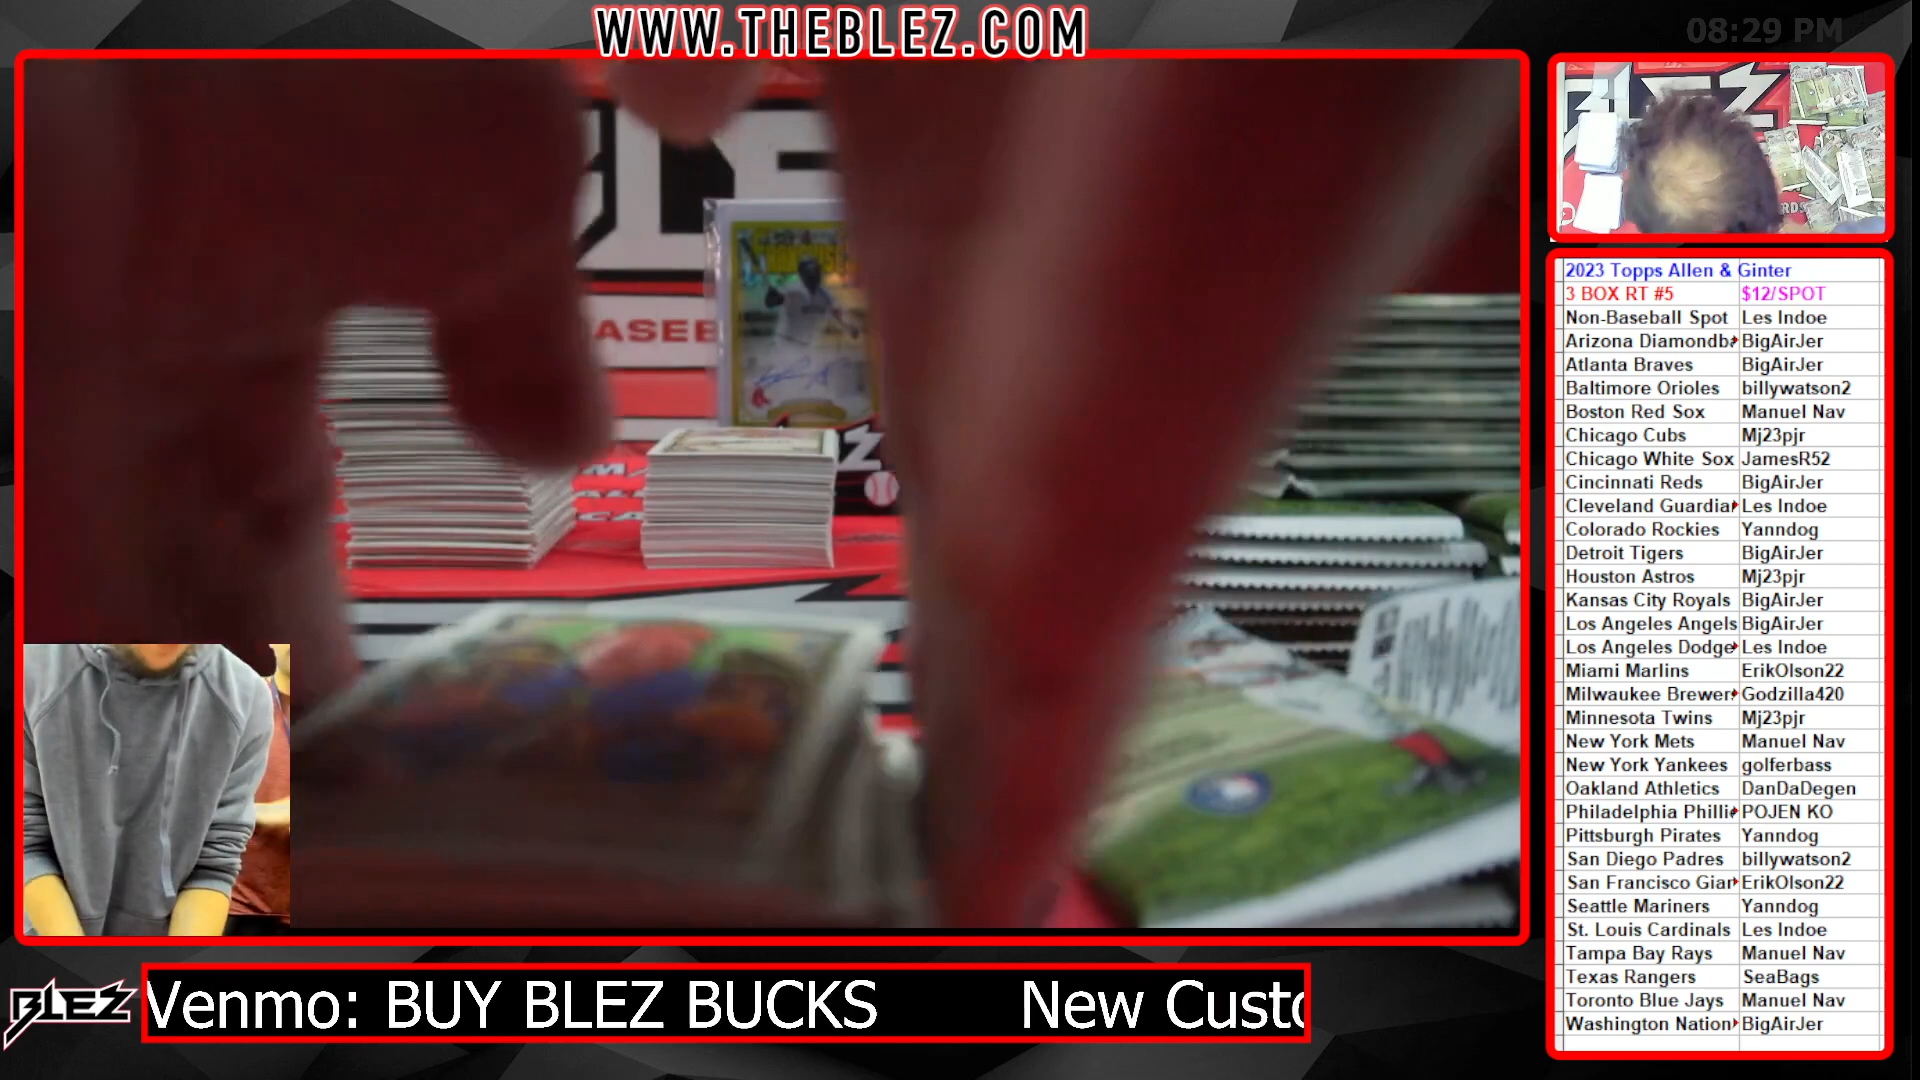 WWW.THEBLEZ.COM
08:29 PM
ASEB
2023 Topps Allen & Ginter
3 BOX RT #5 $12/SPOT
Non-Baseball Spot Les Indoe
Arizona Diamondba BigAirJer
Atlanta Braves BigAirJer
Baltimore Orioles billywatson2
Boston Red Sox Manuel Nav
Chicago Cubs Mj23pjr
Chicago White Sox JamesR52
Cincinnati Reds BigAirJer
Cleveland Guardia Les Indoe
Colorado Rockies Yanndog
Detroit Tigers BigAirJer
Houston Astros Mj23pjr
Kansas City Royals BigAirJer
Los Angeles Angels BigAirJer
Los Angeles Dodge Les Indoe
Miami Marlins ErikOlson22
Milwaukee Brewer Godzilla420
Minnesota Twins Mj23pjr
New York Mets Manuel Nav
New York Yankees golferbass
Oakland Athletics DanDaDegen
Philadelphia Phillie POJEN KO
Pittsburgh Pirates Yanndog
San Diego Padres billywatson2
San Francisco Gian ErikOlson22
Seattle Mariners Yanndog
St. Louis Cardinals Les Indoe
Tampa Bay Rays Manuel Nav
Texas Rangers SeaBags
Toronto Blue Jays Manuel Nav
Washington Nation BigAirJer
BLEZ
Venmo: BUY BLEZ BUCKS New Custo